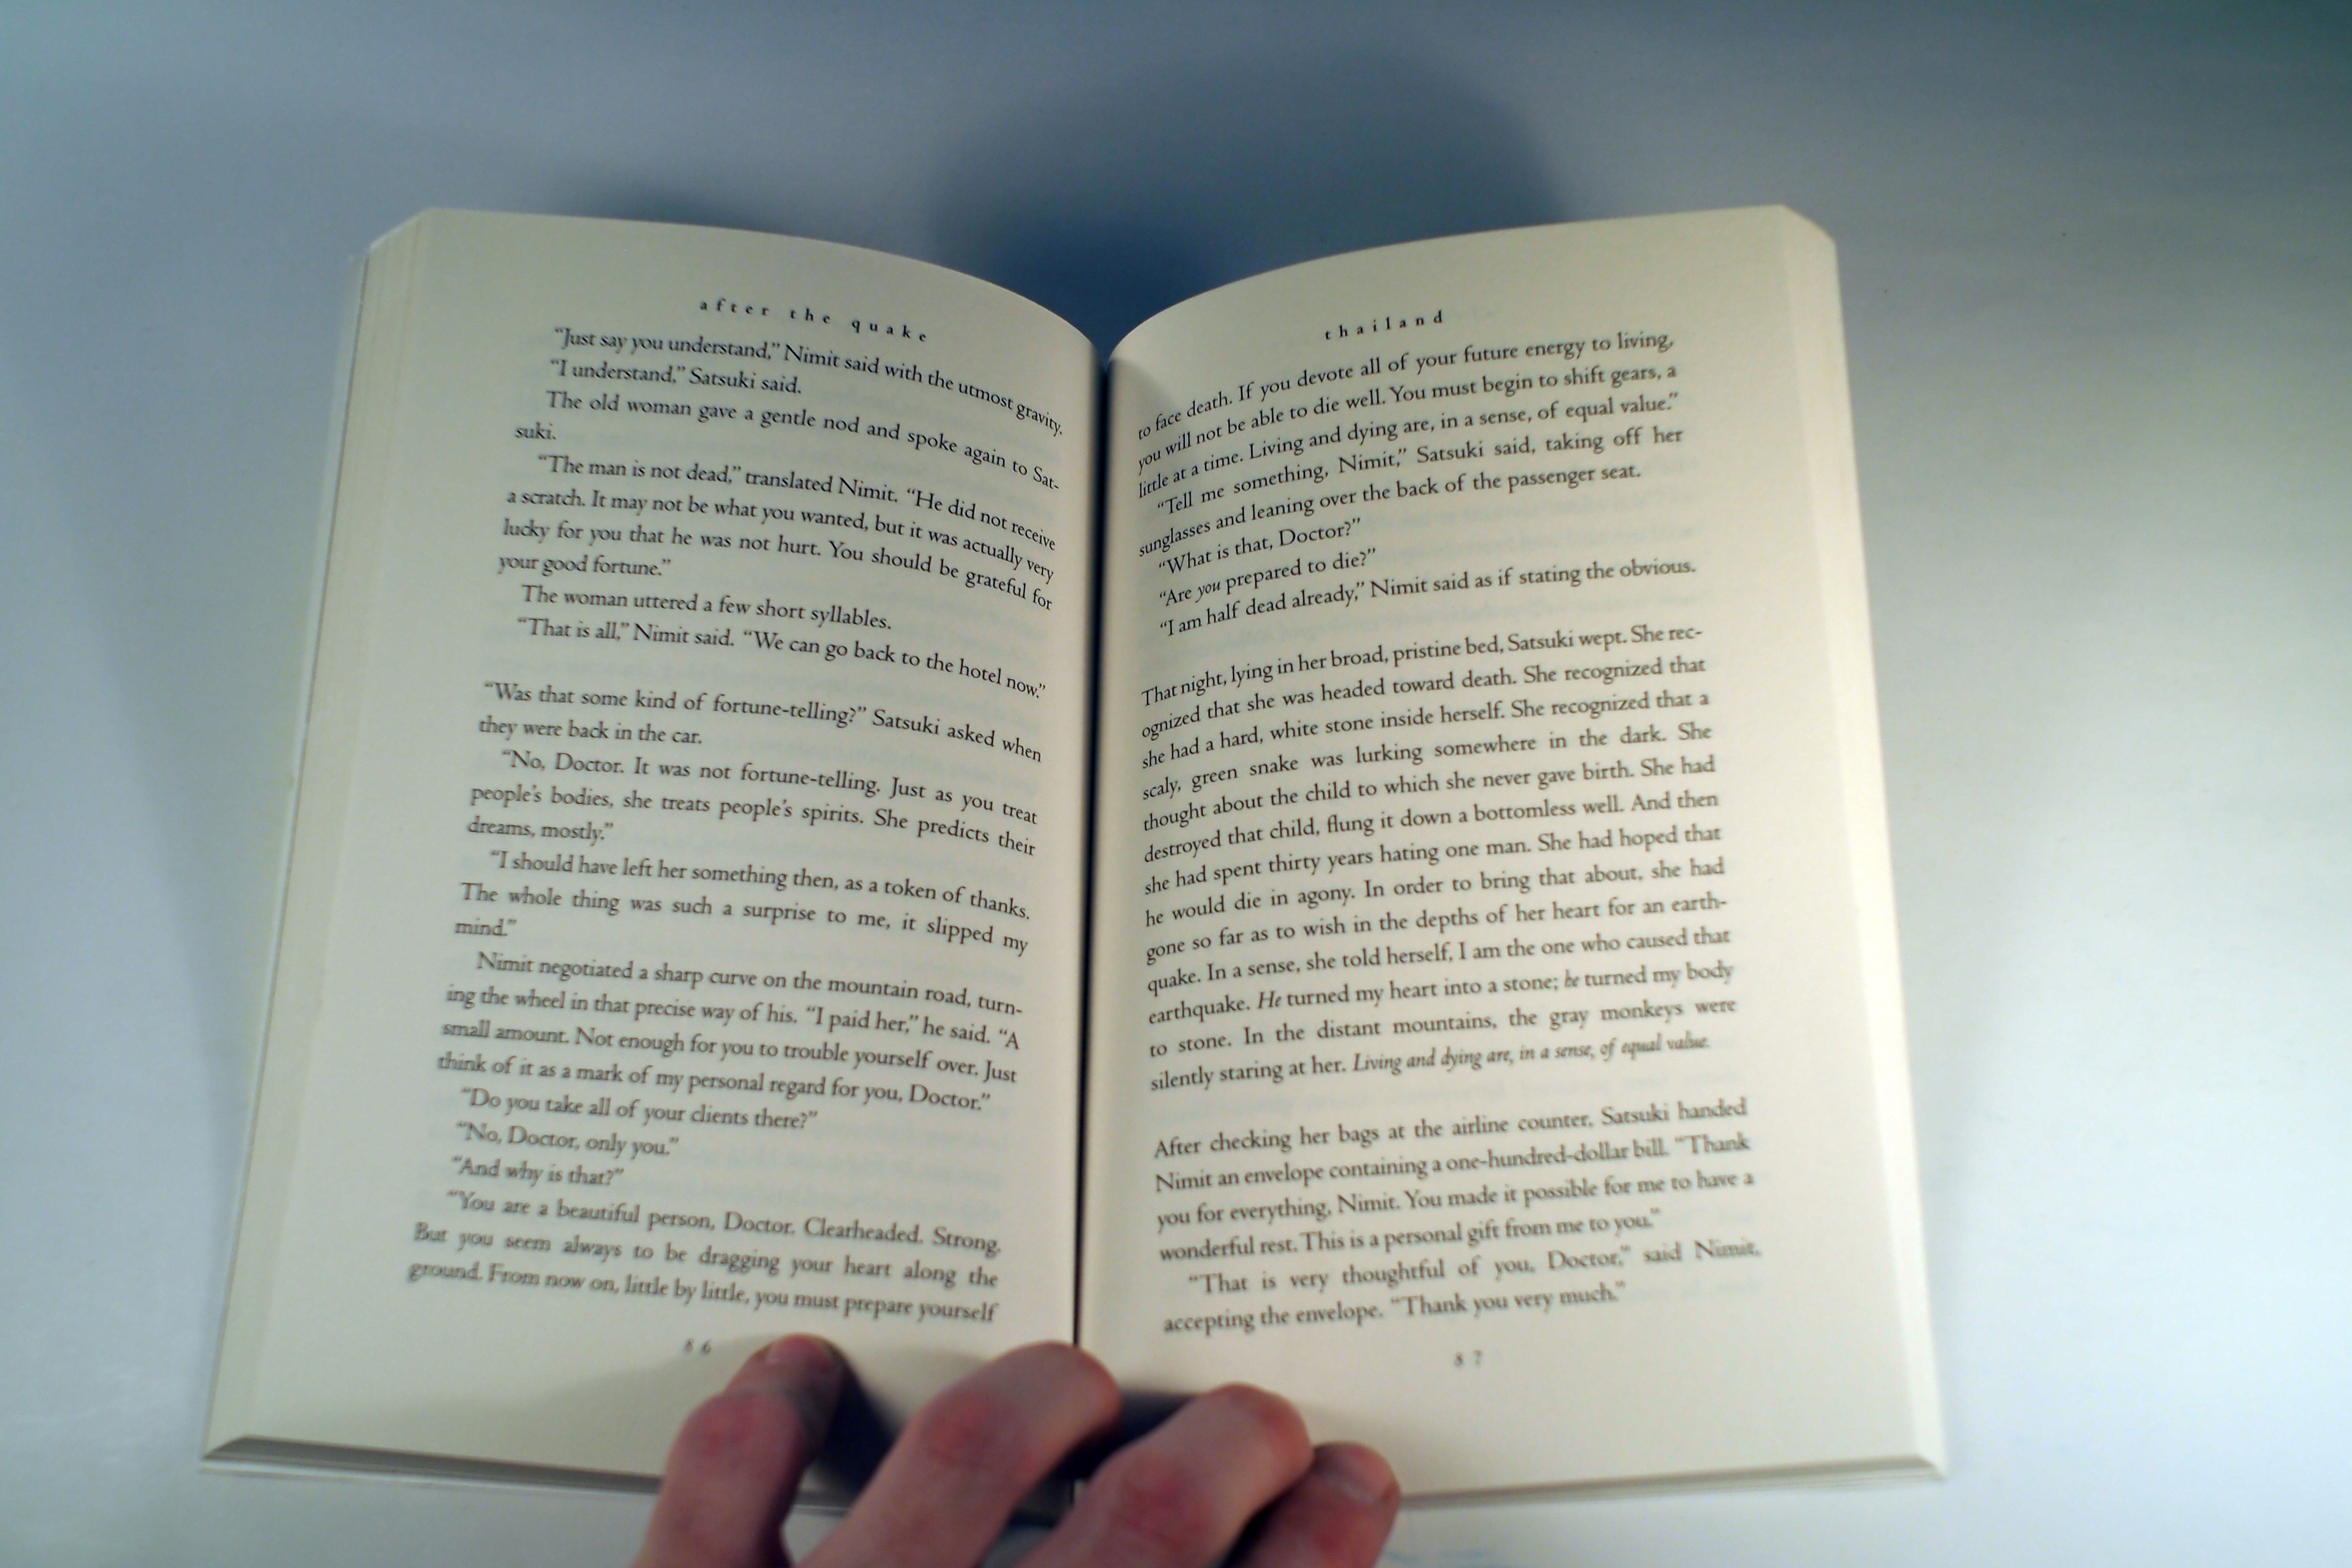 after the quake
“Just say you understand,” Nimit said with the utmost gravity.
“I understand,” Satsuki said.
The old woman gave a gentle nod and spoke again to Sat-
suki.
“The man is not dead,” translated Nimit. “He did not receive
a scratch. It may not be what you wanted, but it was actually very
lucky for you that he was not hurt. You should be grateful for
your good fortune.”
The woman uttered a few short syllables.
“That is all,” Nimit said. “We can go back to the hotel now.”
“Was that some kind of fortune-telling?” Satsuki asked when
they were back in the car.
“No, Doctor. It was not fortune-telling. Just as you treat
people’s bodies, she treats people’s spirits. She predicts their
dreams, mostly.”
“I should have left her something then, as a token of thanks.
The whole thing was such a surprise to me, it slipped my
mind.”
Nimit negotiated a sharp curve on the mountain road, turn-
ing the wheel in that precise way of his. “I paid her,” he said. “A
small amount. Not enough for you to trouble yourself over. Just
think of it as a mark of my personal regard for you, Doctor.”
“Do you take all of your clients there?”
“No, Doctor, only you.”
“And why is that?”
“You are a beautiful person, Doctor. Clearheaded. Strong.
But you seem always to be dragging your heart along the
ground. From now on, little by little, you must prepare yourself
86
thailand
to face death. If you devote all of your future energy to living,
you will not be able to die well. You must begin to shift gears, a
little at a time. Living and dying are, in a sense, of equal value.”
“Tell me something, Nimit,” Satsuki said, taking off her
sunglasses and leaning over the back of the passenger seat.
“What is that, Doctor?”
“Are you prepared to die?”
“I am half dead already,” Nimit said as if stating the obvious.
That night, lying in her broad, pristine bed, Satsuki wept. She rec-
ognized that she was headed toward death. She recognized that
she had a hard, white stone inside herself. She recognized that a
scaly, green snake was lurking somewhere in the dark. She
thought about the child to which she never gave birth. She had
destroyed that child, flung it down a bottomless well. And then
she had spent thirty years hating one man. She had hoped that
he would die in agony. In order to bring that about, she had
gone so far as to wish in the depths of her heart for an earth-
quake. In a sense, she told herself, I am the one who caused that
earthquake. He turned my heart into a stone; he turned my body
to stone. In the distant mountains, the gray monkeys were
silently staring at her. Living and dying are, in a sense, of equal value.
After checking her bags at the airline counter, Satsuki handed
Nimit an envelope containing a one-hundred-dollar bill. “Thank
you for everything, Nimit. You made it possible for me to have a
wonderful rest. This is a personal gift from me to you.”
“That is very thoughtful of you, Doctor,” said Nimit,
accepting the envelope. “Thank you very much.”
87